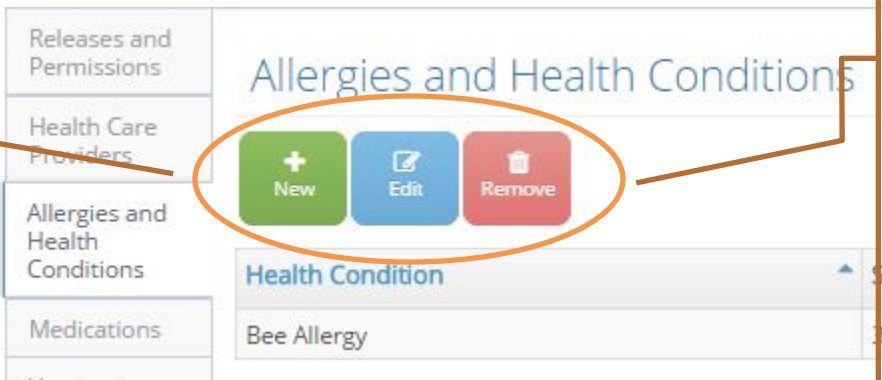 Releases and
Permissions
Health Care
Providers
Allergies and
Health
Conditions
Medications
Allergies and Health Conditions
New
Edit
Remove
Health Condition
Bee Allergy